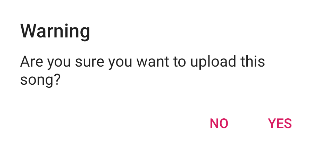 Warning
Are you sure you want to upload this
song?
NO YES